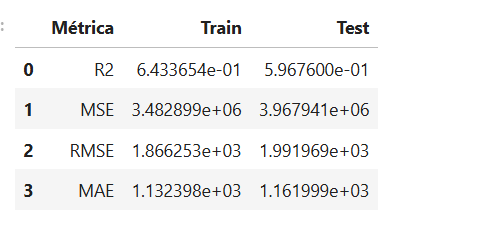 Métrica Train Test
0 R2 6.433654e-01 5.967600e-01
1 MSE 3.482899e+06 3.967941e+06
2 RMSE 1.866253e+03 1.991969e+03
3 MAE 1.132398e+03 1.161999e+03